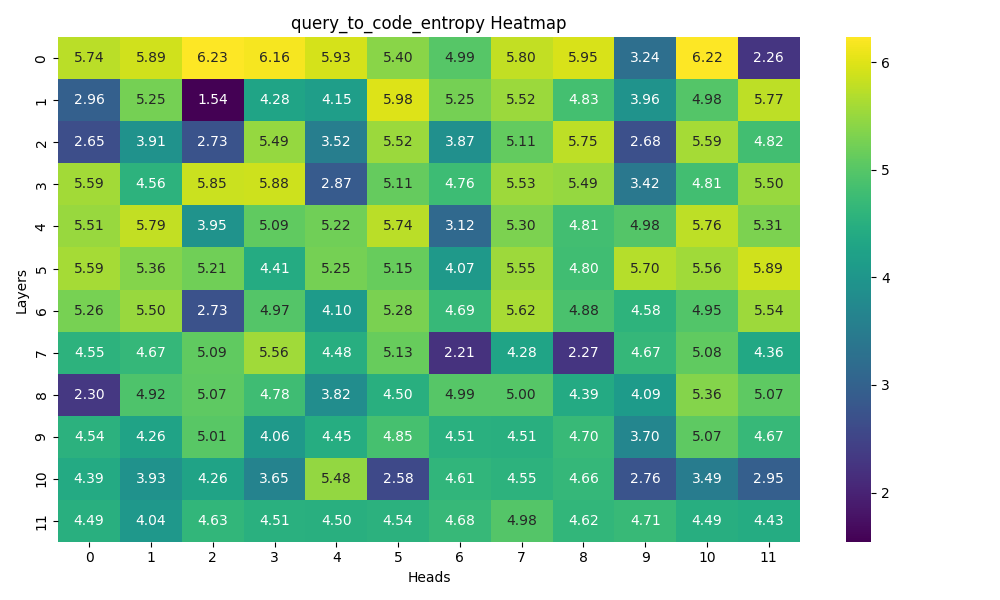 query_to_code_entropy Heatmap
0 5.74 5.89 6.23 6.16 5.93 5.40 4.99 5.80 5.95 3.24 6.22 2.26
1 2.96 5.25 1.54 4.28 4.15 5.98 5.25 5.52 4.83 3.96 4.98 5.77
2 2.65 3.91 2.73 5.49 3.52 5.52 3.87 5.11 5.75 2.68 5.59 4.82
3 5.59 4.56 5.85 5.88 2.87 5.11 4.76 5.53 5.49 3.42 4.81 5.50
4 5.51 5.79 3.95 5.09 5.22 5.74 3.12 5.30 4.81 4.98 5.76 5.31
5 5.59 5.36 5.21 4.41 5.25 5.15 4.07 5.55 4.80 5.70 5.56 5.89
6 5.26 5.50 2.73 4.97 4.10 5.28 4.69 5.62 4.88 4.58 4.95 5.54
7 4.55 4.67 5.09 5.56 4.48 5.13 2.21 4.28 2.27 4.67 5.08 4.36
8 2.30 4.92 5.07 4.78 3.82 4.50 4.99 5.00 4.39 4.09 5.36 5.07
9 4.54 4.26 5.01 4.06 4.45 4.85 4.51 4.51 4.70 3.70 5.07 4.67
10 4.39 3.93 4.26 3.65 5.48 2.58 4.61 4.55 4.66 2.76 3.49 2.95
11 4.49 4.04 4.63 4.51 4.50 4.54 4.68 4.98 4.62 4.71 4.49 4.43
0 1 2 3 4 5 6 7 8 9 10 11
Heads
Layers
6
5
4
3
2